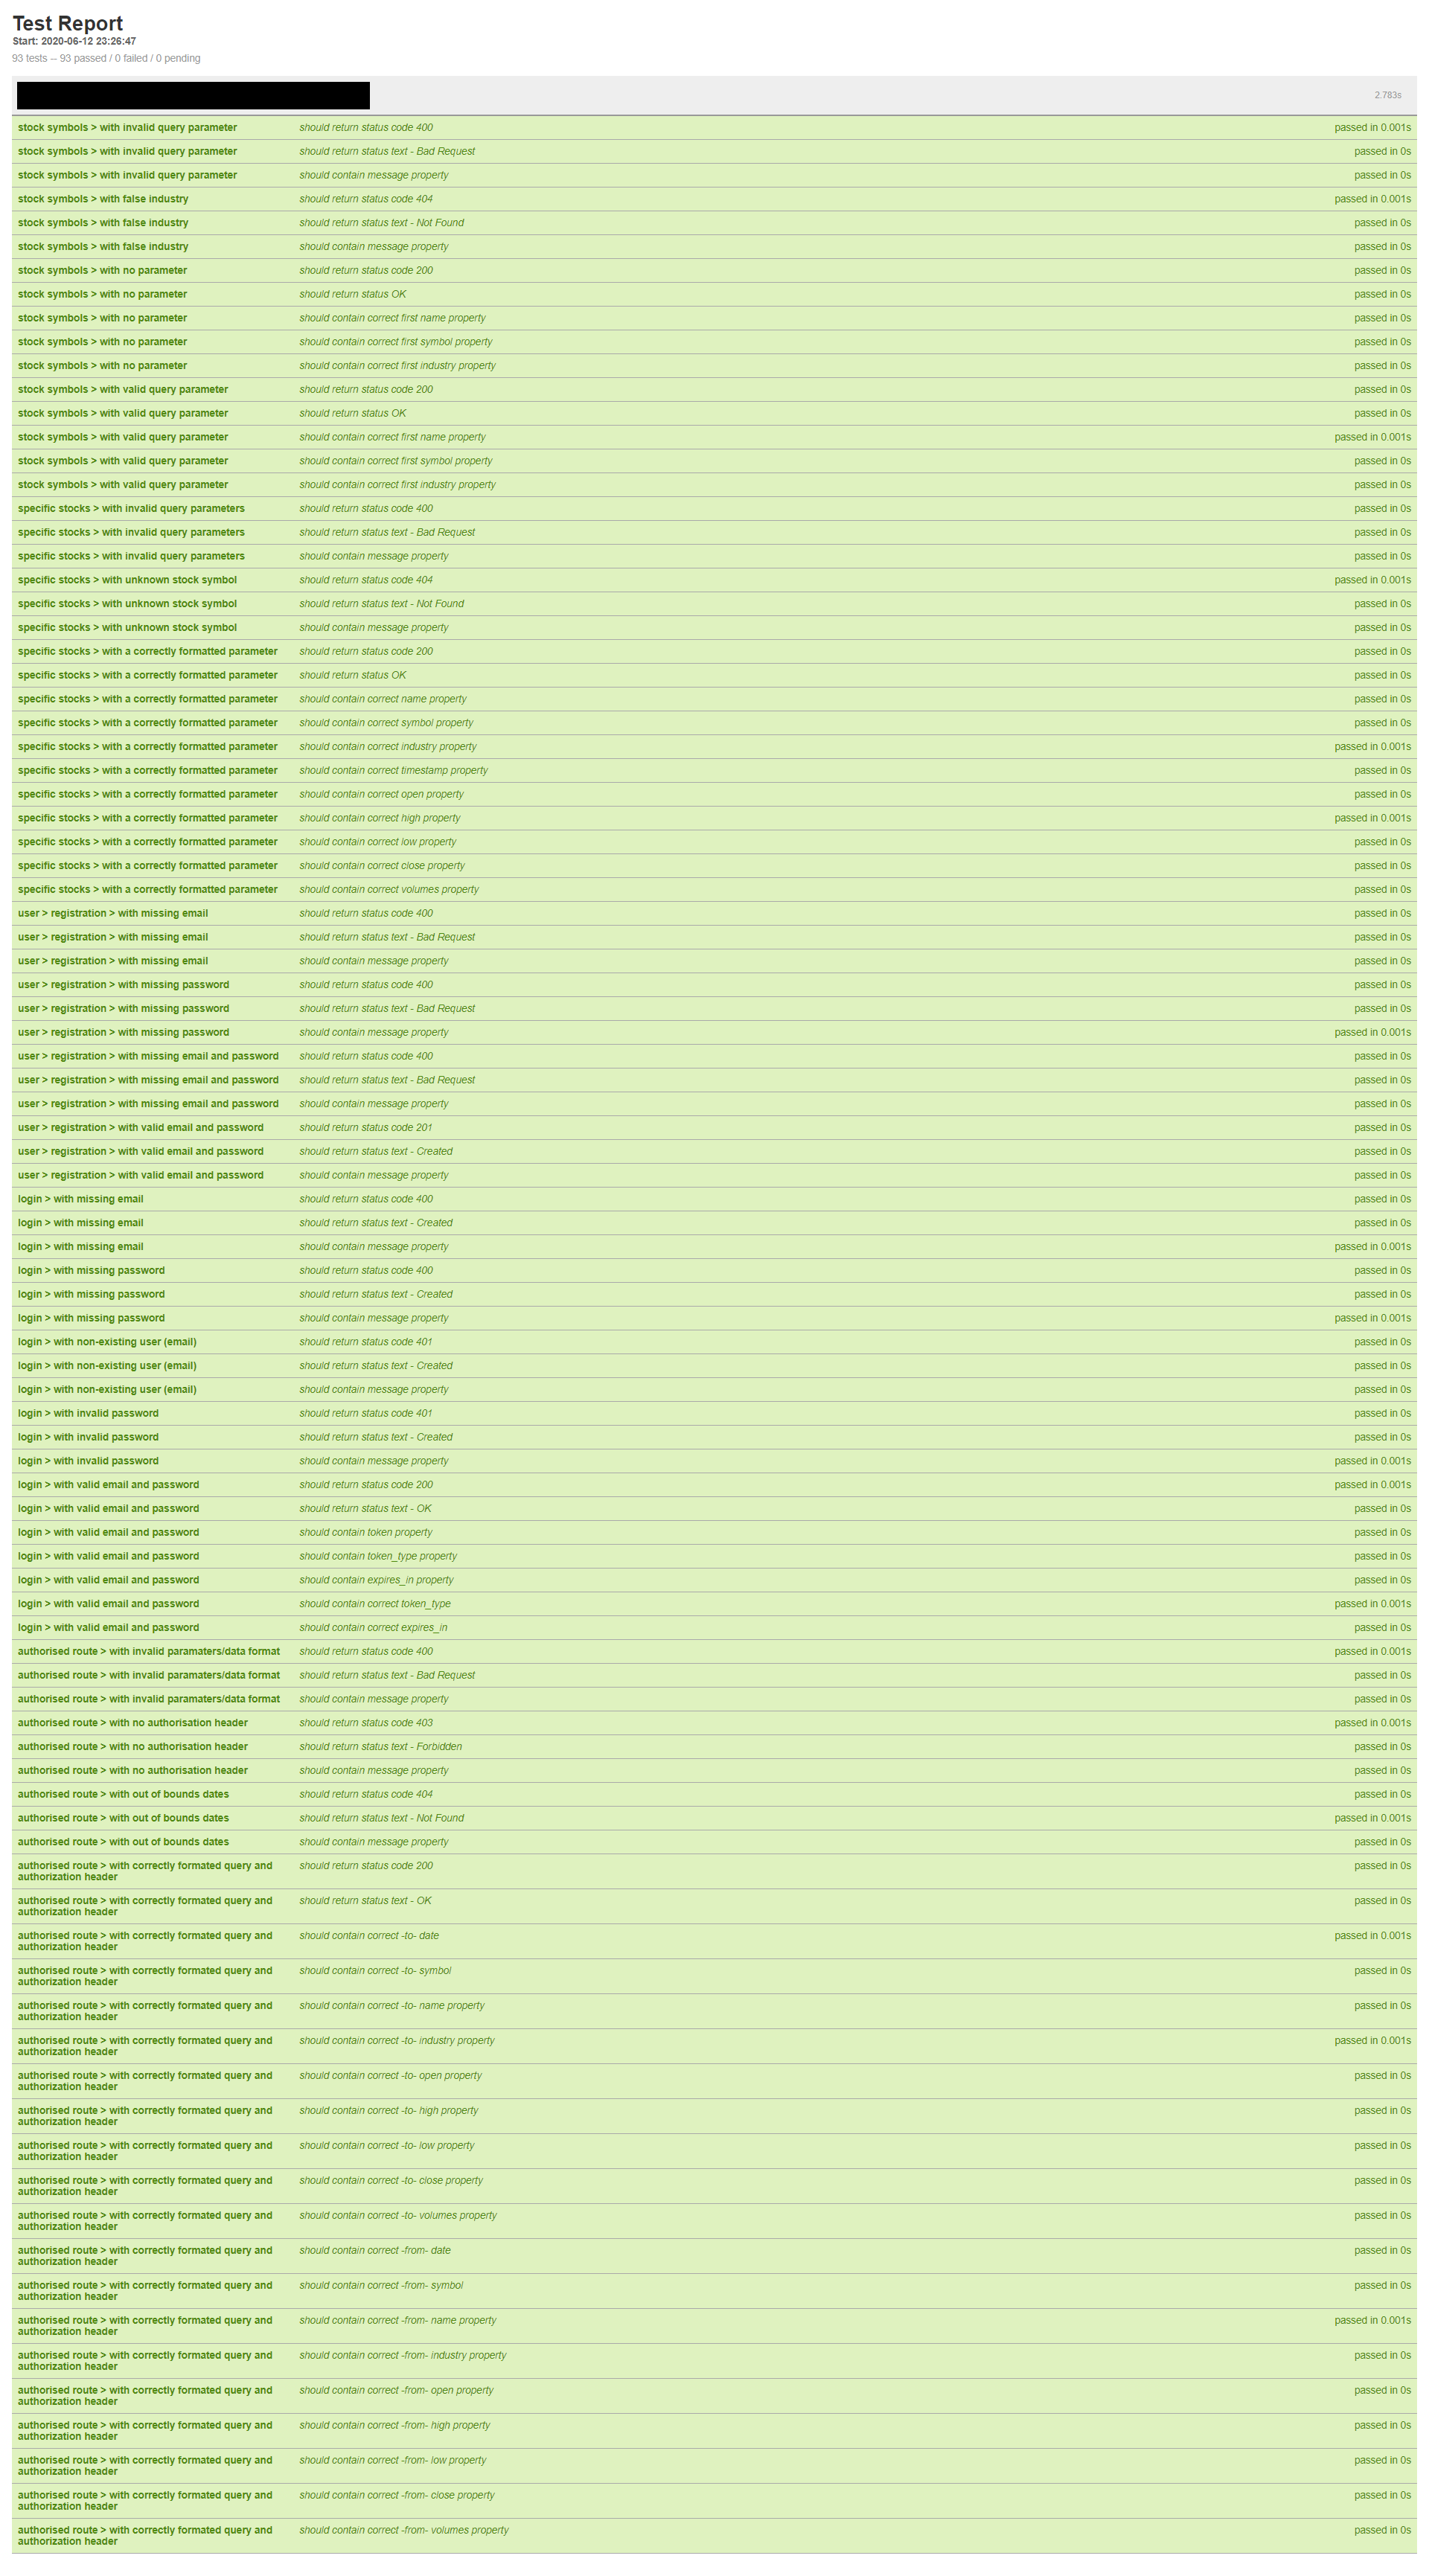 Test Report
Start: 2020-06-12 23:26:47
93 tests -- 93 passed / 0 failed / 0 pending
2.783s
stock symbols > with invalid query parameter should return status code 400 passed in 0.001s
stock symbols > with invalid query parameter should return status text - Bad Request passed in 0s
stock symbols > with invalid query parameter should contain message property passed in 0s
stock symbols > with false industry should return status code 404 passed in 0.001s
stock symbols > with false industry should return status text - Not Found passed in 0s
stock symbols > with false industry should contain message property passed in 0s
stock symbols > with no parameter should return status code 200 passed in 0s
stock symbols > with no parameter should return status OK passed in 0s
stock symbols > with no parameter should contain correct first name property passed in 0s
stock symbols > with no parameter should contain correct first symbol property passed in 0s
stock symbols > with no parameter should contain correct first industry property passed in 0s
stock symbols > with valid query parameter should return status code 200 passed in 0s
stock symbols > with valid query parameter should return status OK passed in 0s
stock symbols > with valid query parameter should contain correct first name property passed in 0.001s
stock symbols > with valid query parameter should contain correct first symbol property passed in 0s
stock symbols > with valid query parameter should contain correct first industry property passed in 0s
specific stocks > with invalid query parameters should return status code 400 passed in 0s
specific stocks > with invalid query parameters should return status text - Bad Request passed in 0s
specific stocks > with invalid query parameters should contain message property passed in 0s
specific stocks > with unknown stock symbol should return status code 404 passed in 0.001s
specific stocks > with unknown stock symbol should return status text - Not Found passed in 0s
specific stocks > with unknown stock symbol should contain message property passed in 0s
specific stocks > with a correctly formatted parameter should return status code 200 passed in 0s
specific stocks > with a correctly formatted parameter should return status OK passed in 0s
specific stocks > with a correctly formatted parameter should contain correct name property passed in 0s
specific stocks > with a correctly formatted parameter should contain correct symbol property passed in 0s
specific stocks > with a correctly formatted parameter should contain correct industry property passed in 0.001s
specific stocks > with a correctly formatted parameter should contain correct timestamp property passed in 0s
specific stocks > with a correctly formatted parameter should contain correct open property passed in 0s
specific stocks > with a correctly formatted parameter should contain correct high property passed in 0.001s
specific stocks > with a correctly formatted parameter should contain correct low property passed in 0s
specific stocks > with a correctly formatted parameter should contain correct close property passed in 0s
specific stocks > with a correctly formatted parameter should contain correct volumes property passed in 0s
user > registration > with missing email should return status code 400 passed in 0s
user > registration > with missing email should return status text - Bad Request passed in 0s
user > registration > with missing email should contain message property passed in 0s
user > registration > with missing password should return status code 400 passed in 0s
user > registration > with missing password should return status text - Bad Request passed in 0s
user > registration > with missing password should contain message property passed in 0.001s
user > registration > with missing email and password should return status code 400 passed in 0s
user > registration > with missing email and password should return status text - Bad Request passed in 0s
user > registration > with missing email and password should contain message property passed in 0s
user > registration > with valid email and password should return status code 201 passed in 0s
user > registration > with valid email and password should return status text - Created passed in 0s
user > registration > with valid email and password should contain message property passed in 0s
login > with missing email should return status code 400 passed in 0s
login > with missing email should return status text - Created passed in 0s
login > with missing email should contain message property passed in 0.001s
login > with missing password should return status code 400 passed in 0s
login > with missing password should return status text - Created passed in 0s
login > with missing password should contain message property passed in 0.001s
login > with non-existing user (email) should return status code 401 passed in 0s
login > with non-existing user (email) should return status text - Created passed in 0s
login > with non-existing user (email) should contain message property passed in 0s
login > with invalid password should return status code 401 passed in 0s
login > with invalid password should return status text - Created passed in 0s
login > with invalid password should contain message property passed in 0.001s
login > with valid email and password should return status code 200 passed in 0.001s
login > with valid email and password should return status text - OK passed in 0s
login > with valid email and password should contain token property passed in 0s
login > with valid email and password should contain token_type property passed in 0s
login > with valid email and password should contain expires_in property passed in 0s
login > with valid email and password should contain correct token_type passed in 0.001s
login > with valid email and password should contain correct expires_in passed in 0s
authorised route > with invalid paramaters/data format should return status code 400 passed in 0.001s
authorised route > with invalid paramaters/data format should return status text - Bad Request passed in 0s
authorised route > with invalid paramaters/data format should contain message property passed in 0s
authorised route > with no authorisation header should return status code 403 passed in 0.001s
authorised route > with no authorisation header should return status text - Forbidden passed in 0s
authorised route > with no authorisation header should contain message property passed in 0s
authorised route > with out of bounds dates should return status code 404 passed in 0s
authorised route > with out of bounds dates should return status text - Not Found passed in 0.001s
authorised route > with out of bounds dates should contain message property passed in 0s
authorised route > with correctly formated query and should return status code 200 passed in 0s
authorization header
authorised route > with correctly formated query and should return status text - OK passed in 0s
authorization header
authorised route > with correctly formated query and should contain correct -to- date passed in 0.001s
authorization header
authorised route > with correctly formated query and should contain correct -to- symbol passed in 0s
authorization header
authorised route > with correctly formated query and should contain correct -to- name property passed in 0s
authorization header
authorised route > with correctly formated query and should contain correct -to- industry property passed in 0.001s
authorization header
authorised route > with correctly formated query and should contain correct -to- open property passed in 0s
authorization header
authorised route > with correctly formated query and should contain correct -to- high property passed in 0s
authorization header
authorised route > with correctly formated query and should contain correct -to- low property passed in 0s
authorization header
authorised route > with correctly formated query and should contain correct -to- close property passed in 0s
authorization header
authorised route > with correctly formated query and should contain correct -to- volumes property passed in 0s
authorization header
authorised route > with correctly formated query and should contain correct -from- date passed in 0s
authorization header
authorised route > with correctly formated query and should contain correct -from- symbol passed in 0s
authorization header
authorised route > with correctly formated query and should contain correct -from- name property passed in 0.001s
authorization header
authorised route > with correctly formated query and should contain correct -from- industry property passed in 0s
authorization header
authorised route > with correctly formated query and should contain correct -from- open property passed in 0s
authorization header
authorised route > with correctly formated query and should contain correct -from- high property passed in 0s
authorization header
authorised route > with correctly formated query and should contain correct -from- low property passed in 0s
authorization header
authorised route > with correctly formated query and should contain correct -from- close property passed in 0s
authorization header
authorised route > with correctly formated query and should contain correct -from- volumes property passed in 0s
authorization header